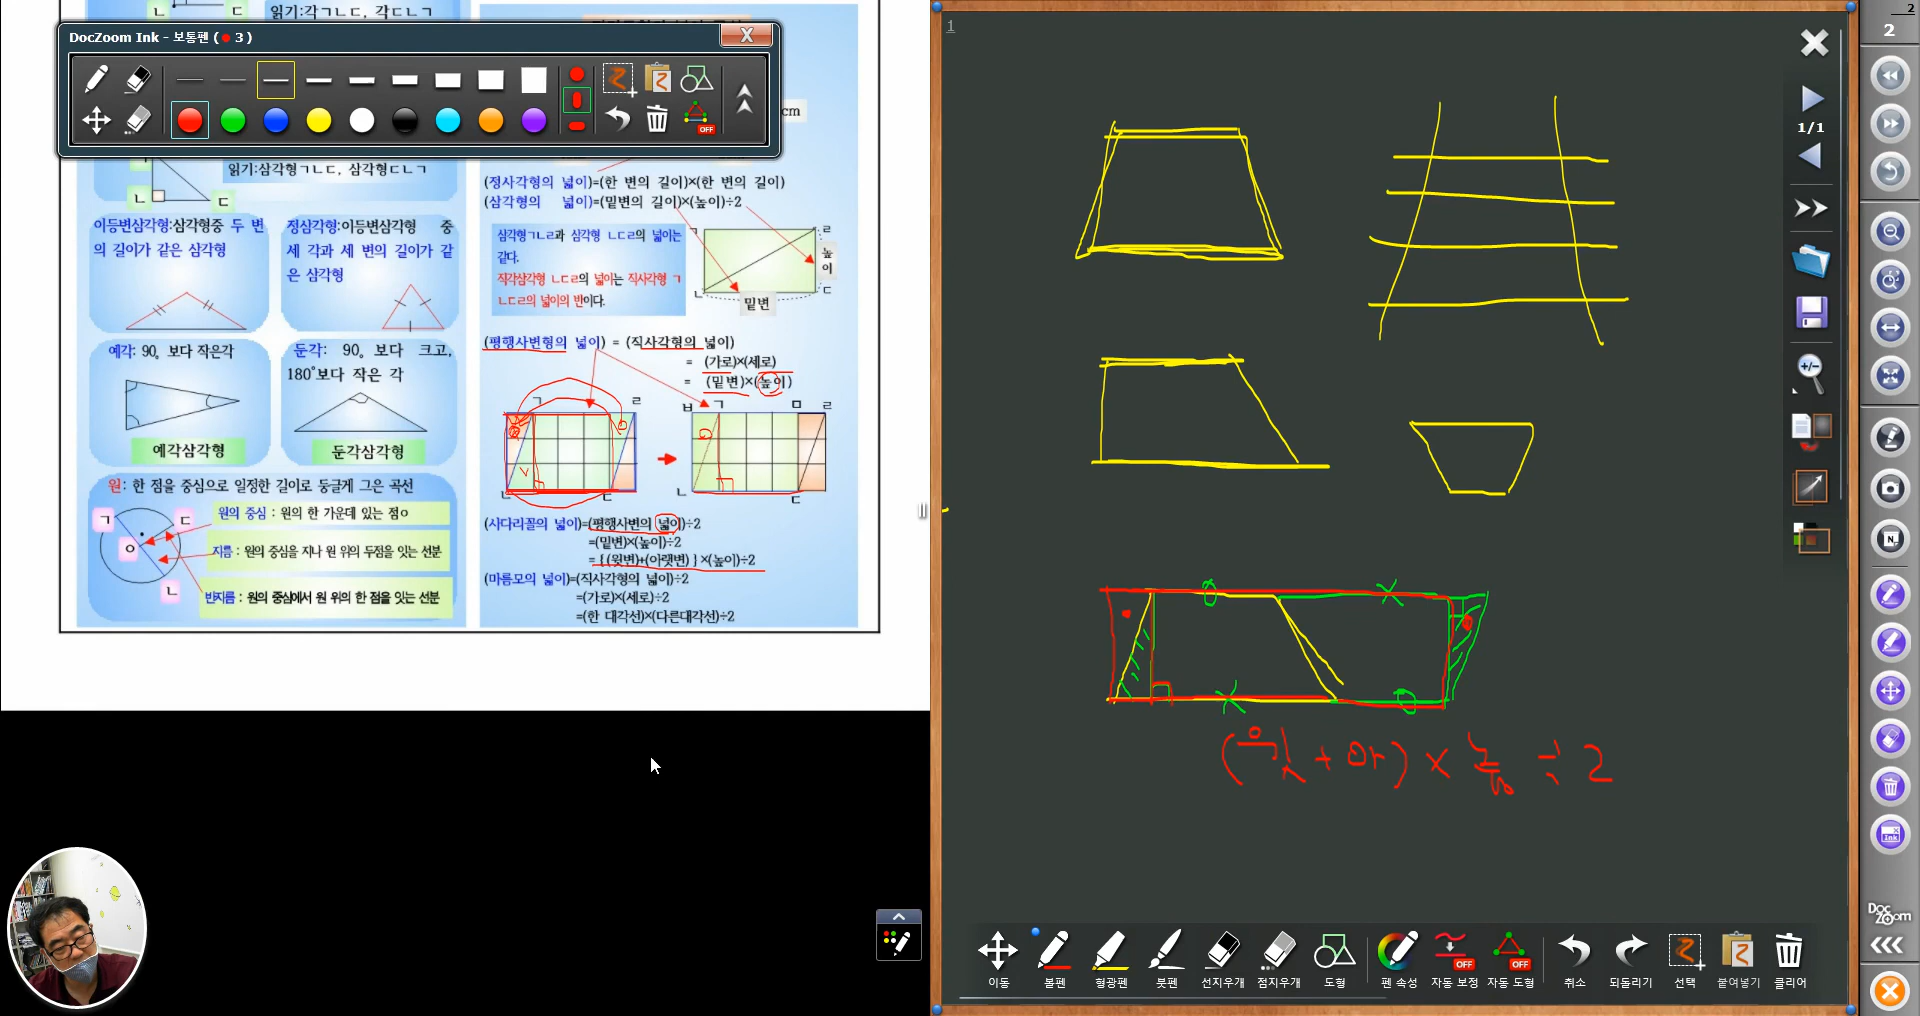 읽기:각ㄱㄴㄷ, 각ㄷㄴㄱ
ㄴ ㄷ
DocZoom Ink - 보통펜 ( 3 )
OFF
cm
읽기:삼각형ㄱㄴㄷ, 삼각형ㄷㄴㄱ
ㄴ ㄷ
이등변삼각형:삼각형중 두 변
의 길이가 같은 삼각형
정삼각형:이등변삼각형 중
세 각과 세 변의 길이가 같
은 삼각형
예각: 90。보다 작은각
예각삼각형
둔각: 90。보다 크고,
180°보다 작은 각
둔각삼각형
원: 한 점을 중심으로 일정한 길이로 둥글게 그은 곡선
ㄱ ㄷ ㅇ ㄴ
원의 중심 : 원의 한 가운데 있는 점ㅇ
지름 : 원의 중심을 지나 원 위의 두점을 잇는 선분
반지름 : 원의 중심에서 원 위의 한 점을 잇는 선분
(정사각형의 넓이)=(한 변의 길이)×(한 변의 길이)
(삼각형의 넓이)=(밑변의 길이)×(높이)÷2
삼각형ㄱㄴㄹ과 삼각형 ㄴㄷㄹ의 넓이는
같다.
직각삼각형 ㄴㄷㄹ의 넓이는 직사각형 ㄱ
ㄴㄷㄹ의 넓이의 반이다.
ㄱ ㄹ
높이
ㄴ ㄷ
밑변
(평행사변형의 넓이) = (직사각형의 넓이)
= (가로)×(세로)
= (밑변)×(높이)
ㄱ ㄹ ㅂ ㄱ ㅁ ㄹ
ㄴ ㄷ ㄴ ㄷ
(사다리꼴의 넓이)=(평행사변의 넓이)÷2
=(밑변)×(높이)÷2
= { (윗변)+(아랫변) } ×(높이)÷2
(마름모의 넓이)=(직사각형의 넓이)÷2
=(가로)×(세로)÷2
=(한 대각선)×(다른대각선)÷2
1
(윗 + 아) × 높 ÷ 2
1/1
+/-
2
2
N
Ink
Doc
Zoom
이동 볼펜 형광펜 붓펜 선지우개 점지우개 도형 펜 속성 자동 보정 자동 도형 취소 되돌리기 선택 붙여넣기 클리어
OFF OFF